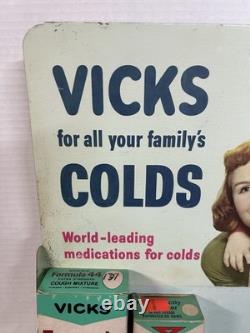 VICKS
for all your family's
COLDS
World-leading
medications for colds
Formula 44
COUGH MIXTURE
VICKS